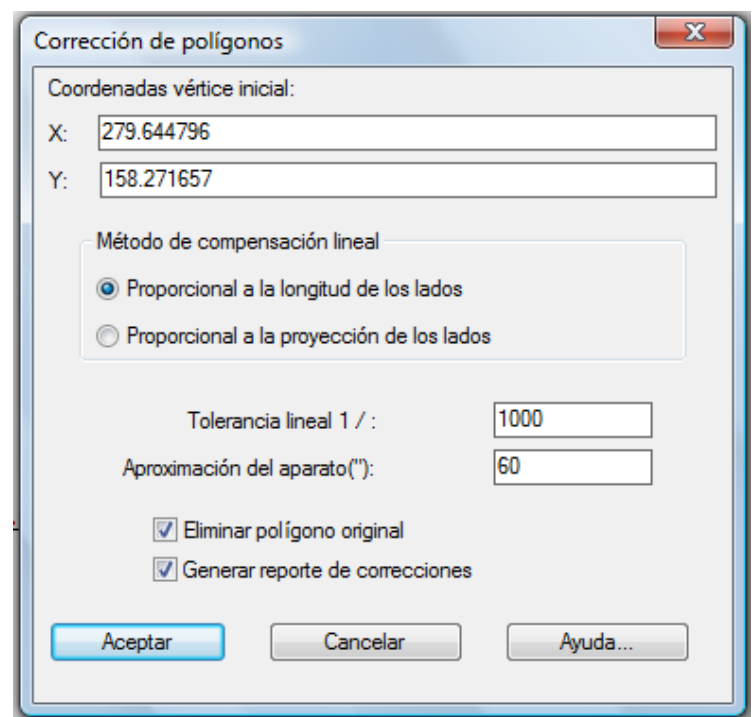 Corrección de polígonos
Coordenadas vértice inicial:
X: 279.644796
Y: 158.271657
Método de compensación lineal
Proporcional a la longitud de los lados
Proporcional a la proyección de los lados
Tolerancia lineal 1 / : 1000
Aproximación del aparato("): 60
Eliminar polígono original
Generar reporte de correcciones
Aceptar Cancelar Ayuda...